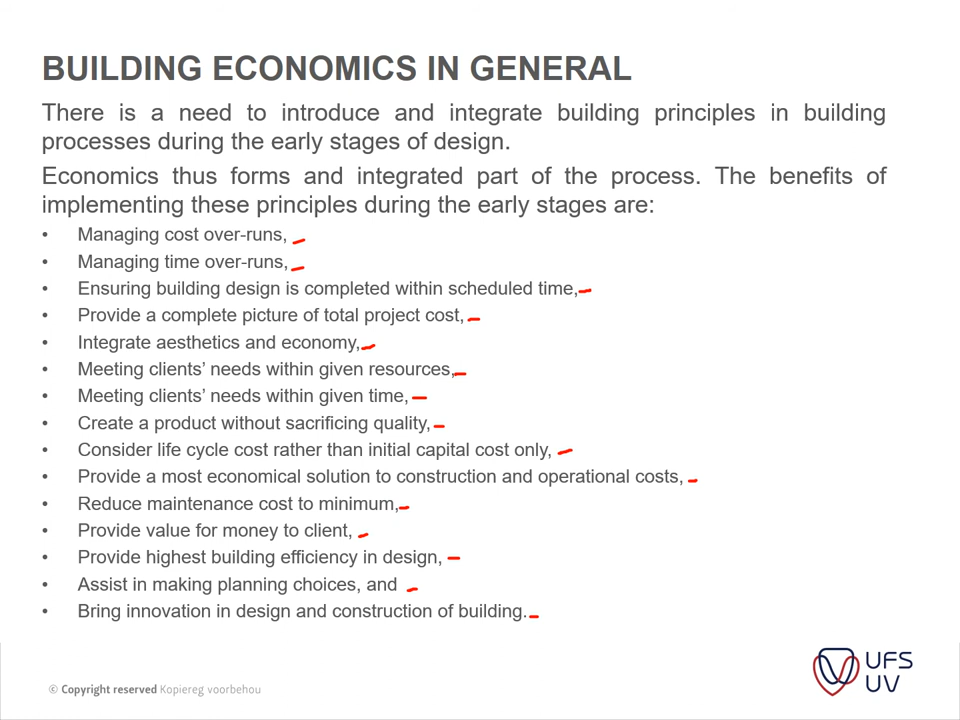 BUILDING ECONOMICS IN GENERAL
There is a need to introduce and integrate building principles in building
processes during the early stages of design.
Economics thus forms and integrated part of the process. The benefits of
implementing these principles during the early stages are:
• Managing cost over-runs,
• Managing time over-runs,
• Ensuring building design is completed within scheduled time,
• Provide a complete picture of total project cost,
• Integrate aesthetics and economy,
• Meeting clients’ needs within given resources,
• Meeting clients’ needs within given time,
• Create a product without sacrificing quality,
• Consider life cycle cost rather than initial capital cost only,
• Provide a most economical solution to construction and operational costs,
• Reduce maintenance cost to minimum,
• Provide value for money to client,
• Provide highest building efficiency in design,
• Assist in making planning choices, and
• Bring innovation in design and construction of building.
© Copyright reserved Kopiereg voorbehou
UFS
UV